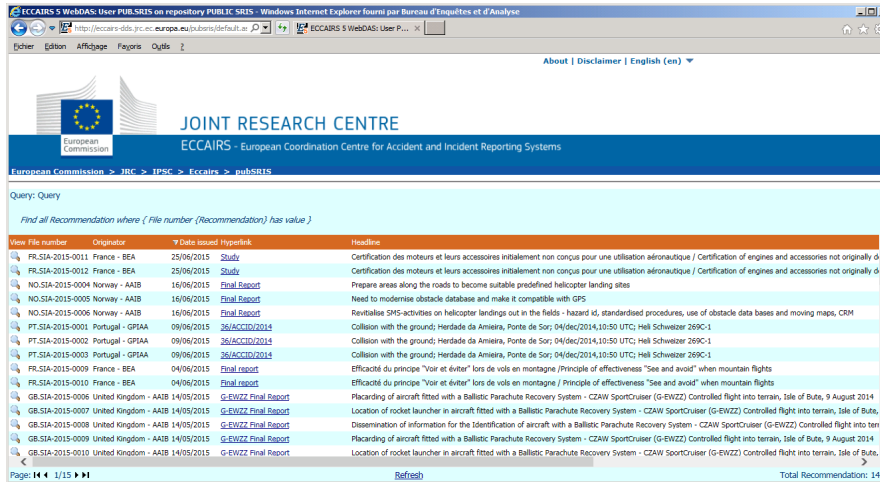 ECCAIRS 5 WebDAS: User PUB.SRIS on repository PUBLIC SRIS - Windows Internet Explorer fourni par Bureau d'Enquêtes et d'Analyse
http://eccairs-dds.jrc.ec.europa.eu/pubsris/default.a: ECCAIRS 5 WebDAS: User P... ×
Fichier Edition Affichage Favoris Outils ?
About | Disclaimer | English (en)
JOINT RESEARCH CENTRE
European Commission
ECCAIRS - European Coordination Centre for Accident and Incident Reporting Systems
European Commission > JRC > IPSC > Eccairs > pubSRIS
Query: Query
Find all Recommendation where { File number {Recommendation} has value }
View File number Originator Date issued Hyperlink Headline
FR.SIA-2015-0011 France - BEA 25/06/2015 Study Certification des moteurs et leurs accessoires initialement non conçus pour une utilisation aéronautique / Certification of engines and accessories not originally d
FR.SIA-2015-0012 France - BEA 25/06/2015 Study Certification des moteurs et leurs accessoires initialement non conçus pour une utilisation aéronautique / Certification of engines and accessories not originally d
NO.SIA-2015-0004 Norway - AAIB 16/06/2015 Final Report Prepare areas along the roads to become suitable predefined helicopter landing sites
NO.SIA-2015-0005 Norway - AAIB 16/06/2015 Final Report Need to modernise obstacle database and make it compatible with GPS
NO.SIA-2015-0006 Norway - AAIB 16/06/2015 Final Report Revitalise SMS-activities on helicopter landings out in the fields - hazard id, standardised procedures, use of obstacle data bases and moving maps, CRM
PT.SIA-2015-0001 Portugal - GPIAA 09/06/2015 36/ACCID/2014 Collision with the ground; Herdade da Amieira, Ponte de Sor; 04/dec/2014,10:50 UTC; Heli Schweizer 269C-1
PT.SIA-2015-0002 Portugal - GPIAA 09/06/2015 36/ACCID/2014 Collision with the ground; Herdade da Amieira, Ponte de Sor; 04/dec/2014,10:50 UTC; Heli Schweizer 269C-1
PT.SIA-2015-0003 Portugal - GPIAA 09/06/2015 36/ACCID/2014 Collision with the ground; Herdade da Amieira, Ponte de Sor; 04/dec/2014,10:50 UTC; Heli Schweizer 269C-1
FR.SIA-2015-0009 France - BEA 04/06/2015 Final report Efficacité du principe "Voir et éviter" lors de vols en montagne /Principle of effectiveness "See and avoid" when mountain flights
FR.SIA-2015-0010 France - BEA 04/06/2015 Final report Efficacité du principe "Voir et éviter" lors de vols en montagne / Principle of effectiveness "See and avoid" when mountain flights
GB.SIA-2015-0006 United Kingdom - AAIB 14/05/2015 G-EWZZ Final Report Placarding of aircraft fitted with a Ballistic Parachute Recovery System - CZAW SportCruiser (G-EWZZ) Controlled flight into terrain, Isle of Bute, 9 August 2014
GB.SIA-2015-0007 United Kingdom - AAIB 14/05/2015 G-EWZZ Final Report Location of rocket launcher in aircraft fitted with a Ballistic Parachute Recovery System - CZAW SportCruiser (G-EWZZ) Controlled flight into terrain, Isle of Bute,
GB.SIA-2015-0008 United Kingdom - AAIB 14/05/2015 G-EWZZ Final Report Dissemination of information for the Identification of aircraft with a Ballistic Parachute Recovery System - CZAW SportCruiser (G-EWZZ) Controlled flight into terr
GB.SIA-2015-0009 United Kingdom - AAIB 14/05/2015 G-EWZZ Final Report Placarding of aircraft fitted with a Ballistic Parachute Recovery System - CZAW SportCruiser (G-EWZZ) Controlled flight into terrain, Isle of Bute, 9 August 2014
GB.SIA-2015-0010 United Kingdom - AAIB 14/05/2015 G-EWZZ Final Report Location of rocket launcher in aircraft fitted with a Ballistic Parachute Recovery System - CZAW SportCruiser (G-EWZZ) Controlled flight into terrain, Isle of Bute,
Page: 1/15 Refresh Total Recommendation: 14